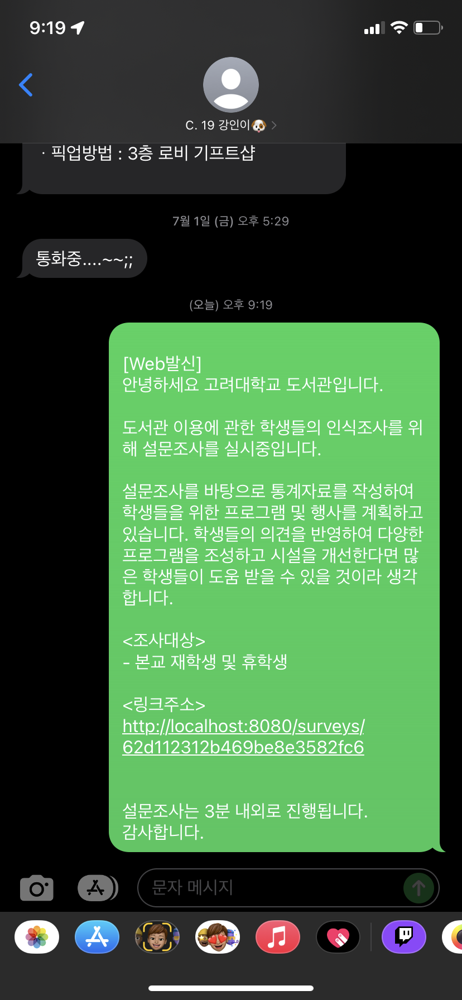 9:19
C. 19 강인이
· 픽업방법 : 3층 로비 기프트샵
7월 1일 (금) 오후 5:29
통화중....~~;;
(오늘) 오후 9:19
[Web발신]
안녕하세요 고려대학교 도서관입니다.
도서관 이용에 관한 학생들의 인식조사를 위
해 설문조사를 실시중입니다.
설문조사를 바탕으로 통계자료를 작성하여
학생들을 위한 프로그램 및 행사를 계획하고
있습니다. 학생들의 의견을 반영하여 다양한
프로그램을 조성하고 시설을 개선한다면 많
은 학생들이 도움 받을 수 있을 것이라 생각
합니다.
<조사대상>
- 본교 재학생 및 휴학생
<링크주소>
http://localhost:8080/surveys/
62d112312b469be8e3582fc6
설문조사는 3분 내외로 진행됩니다.
감사합니다.
문자 메시지